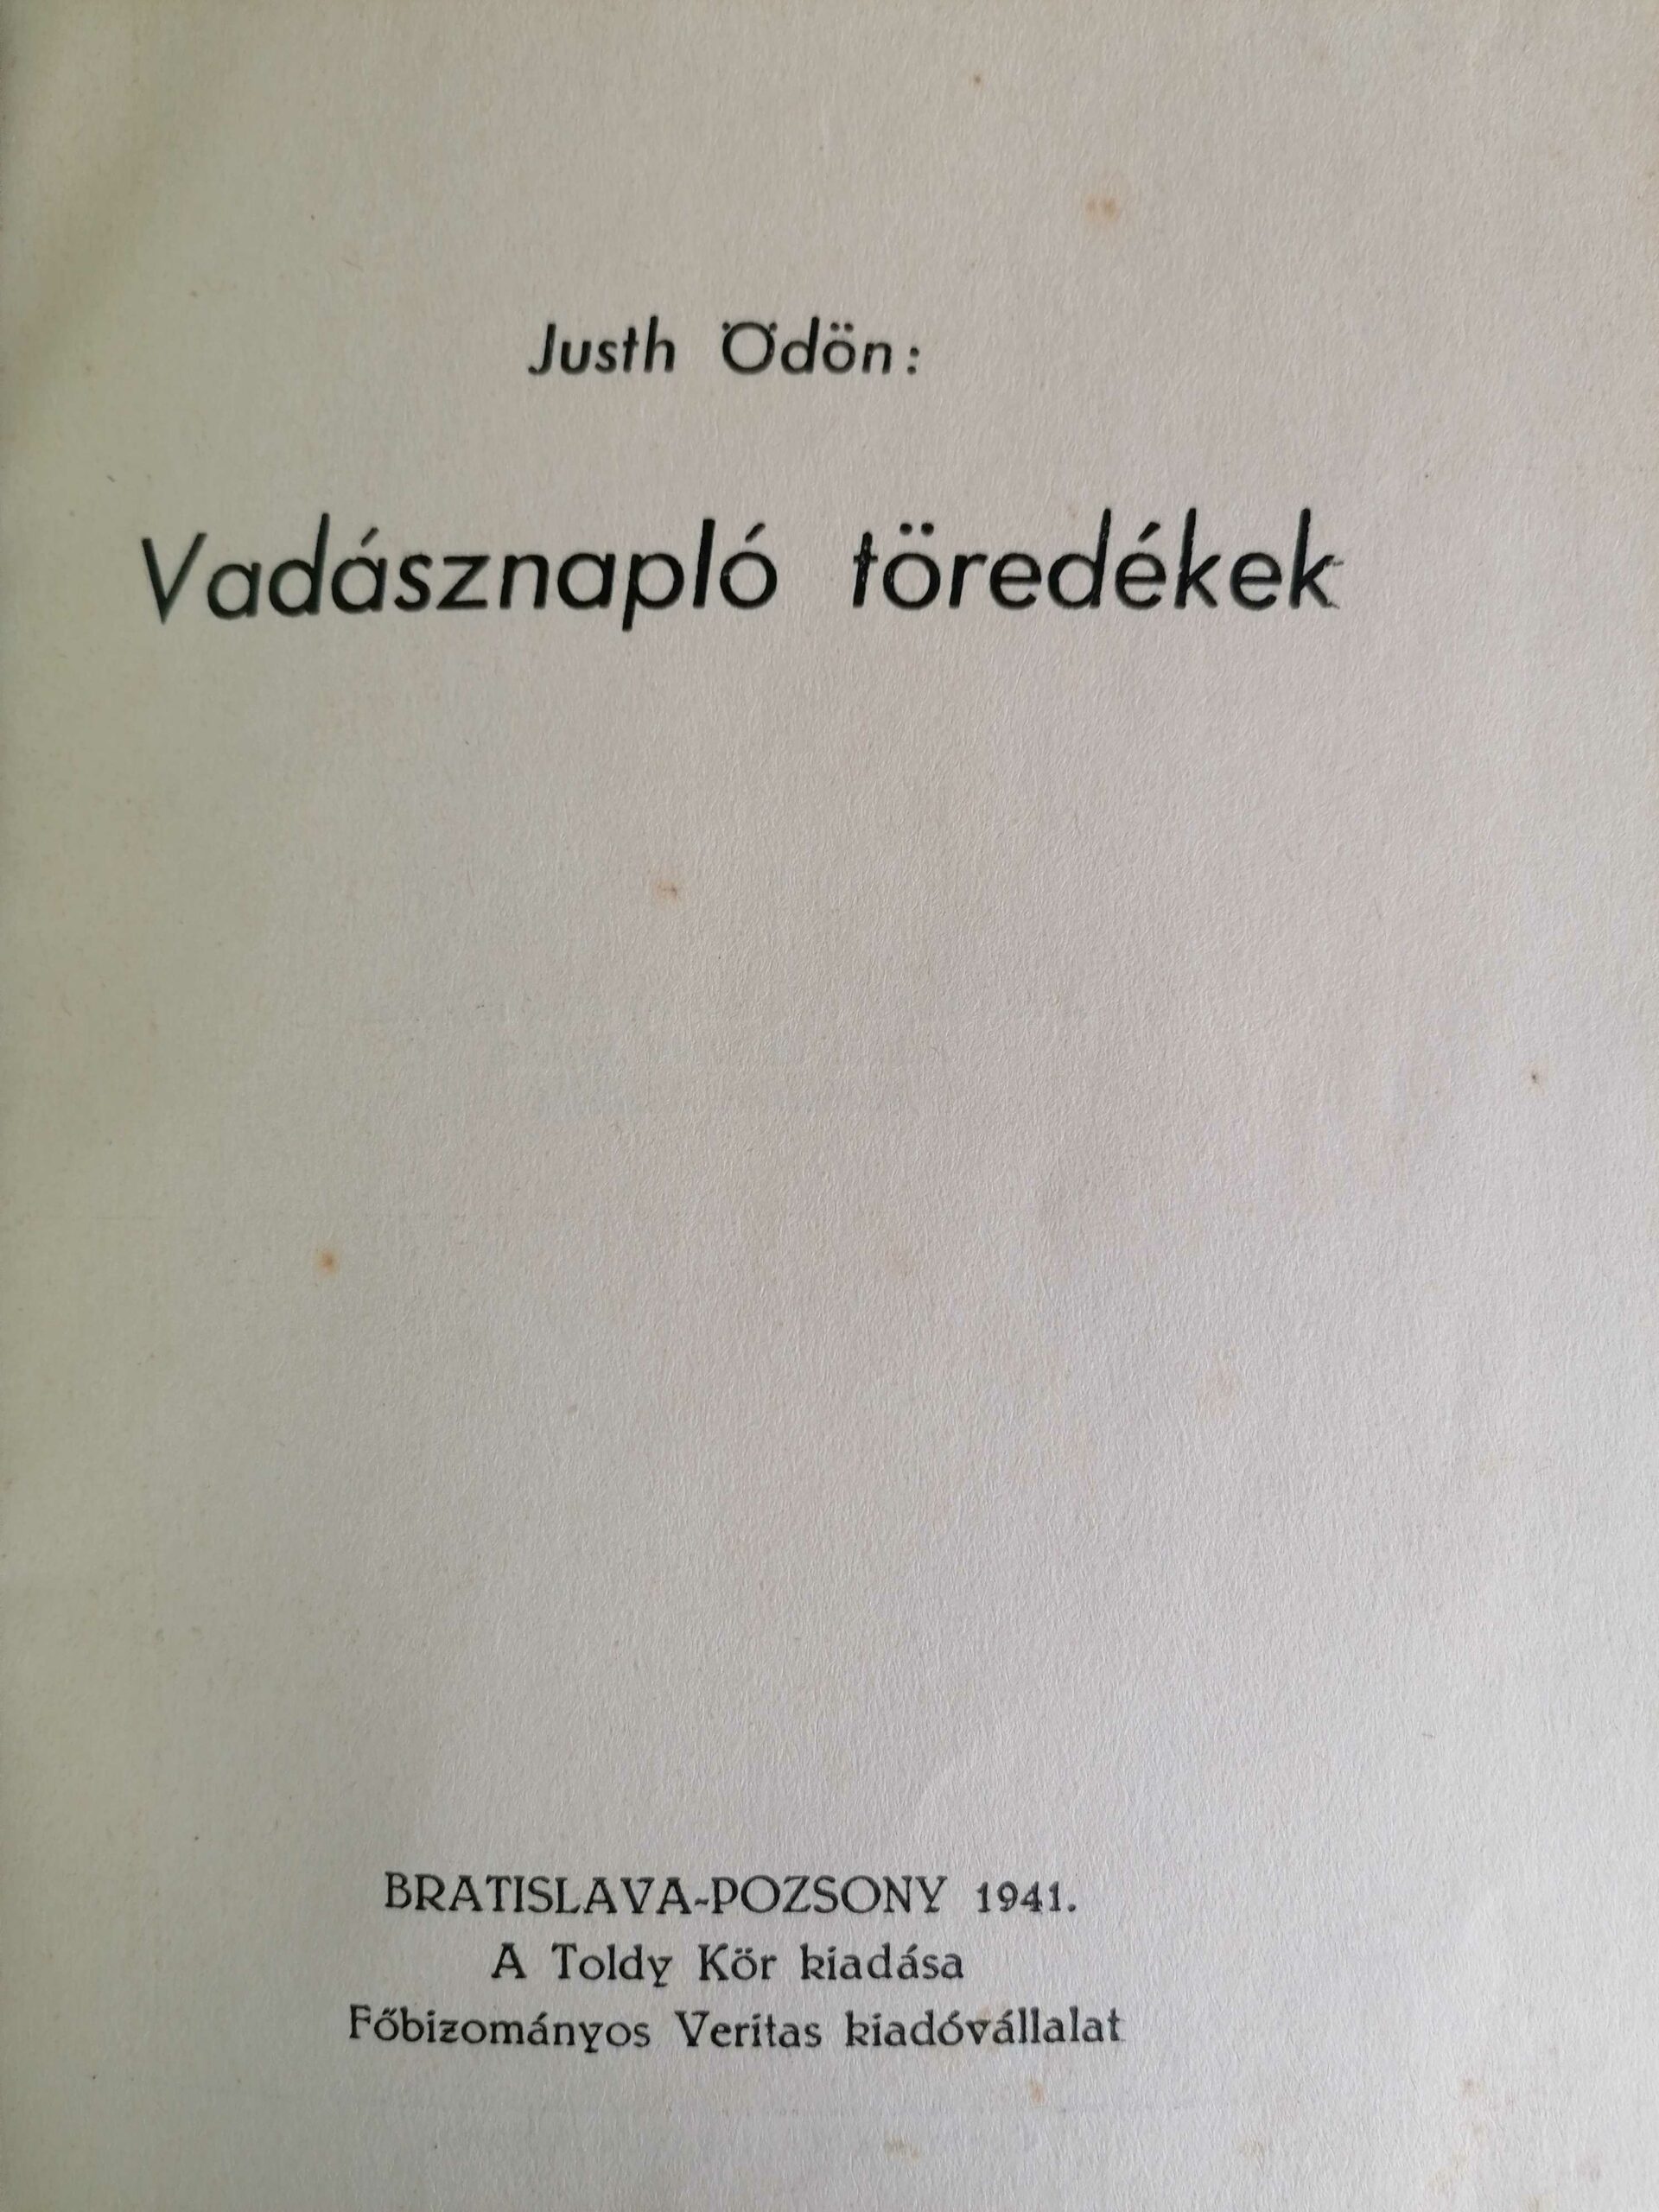 Justh Ödön:
Vadásznapló töredékek
BRATISLAVA-POZSONY 1941.
A Toldy Kör kiadása
Főbizományos Veritas kiadóvállalat